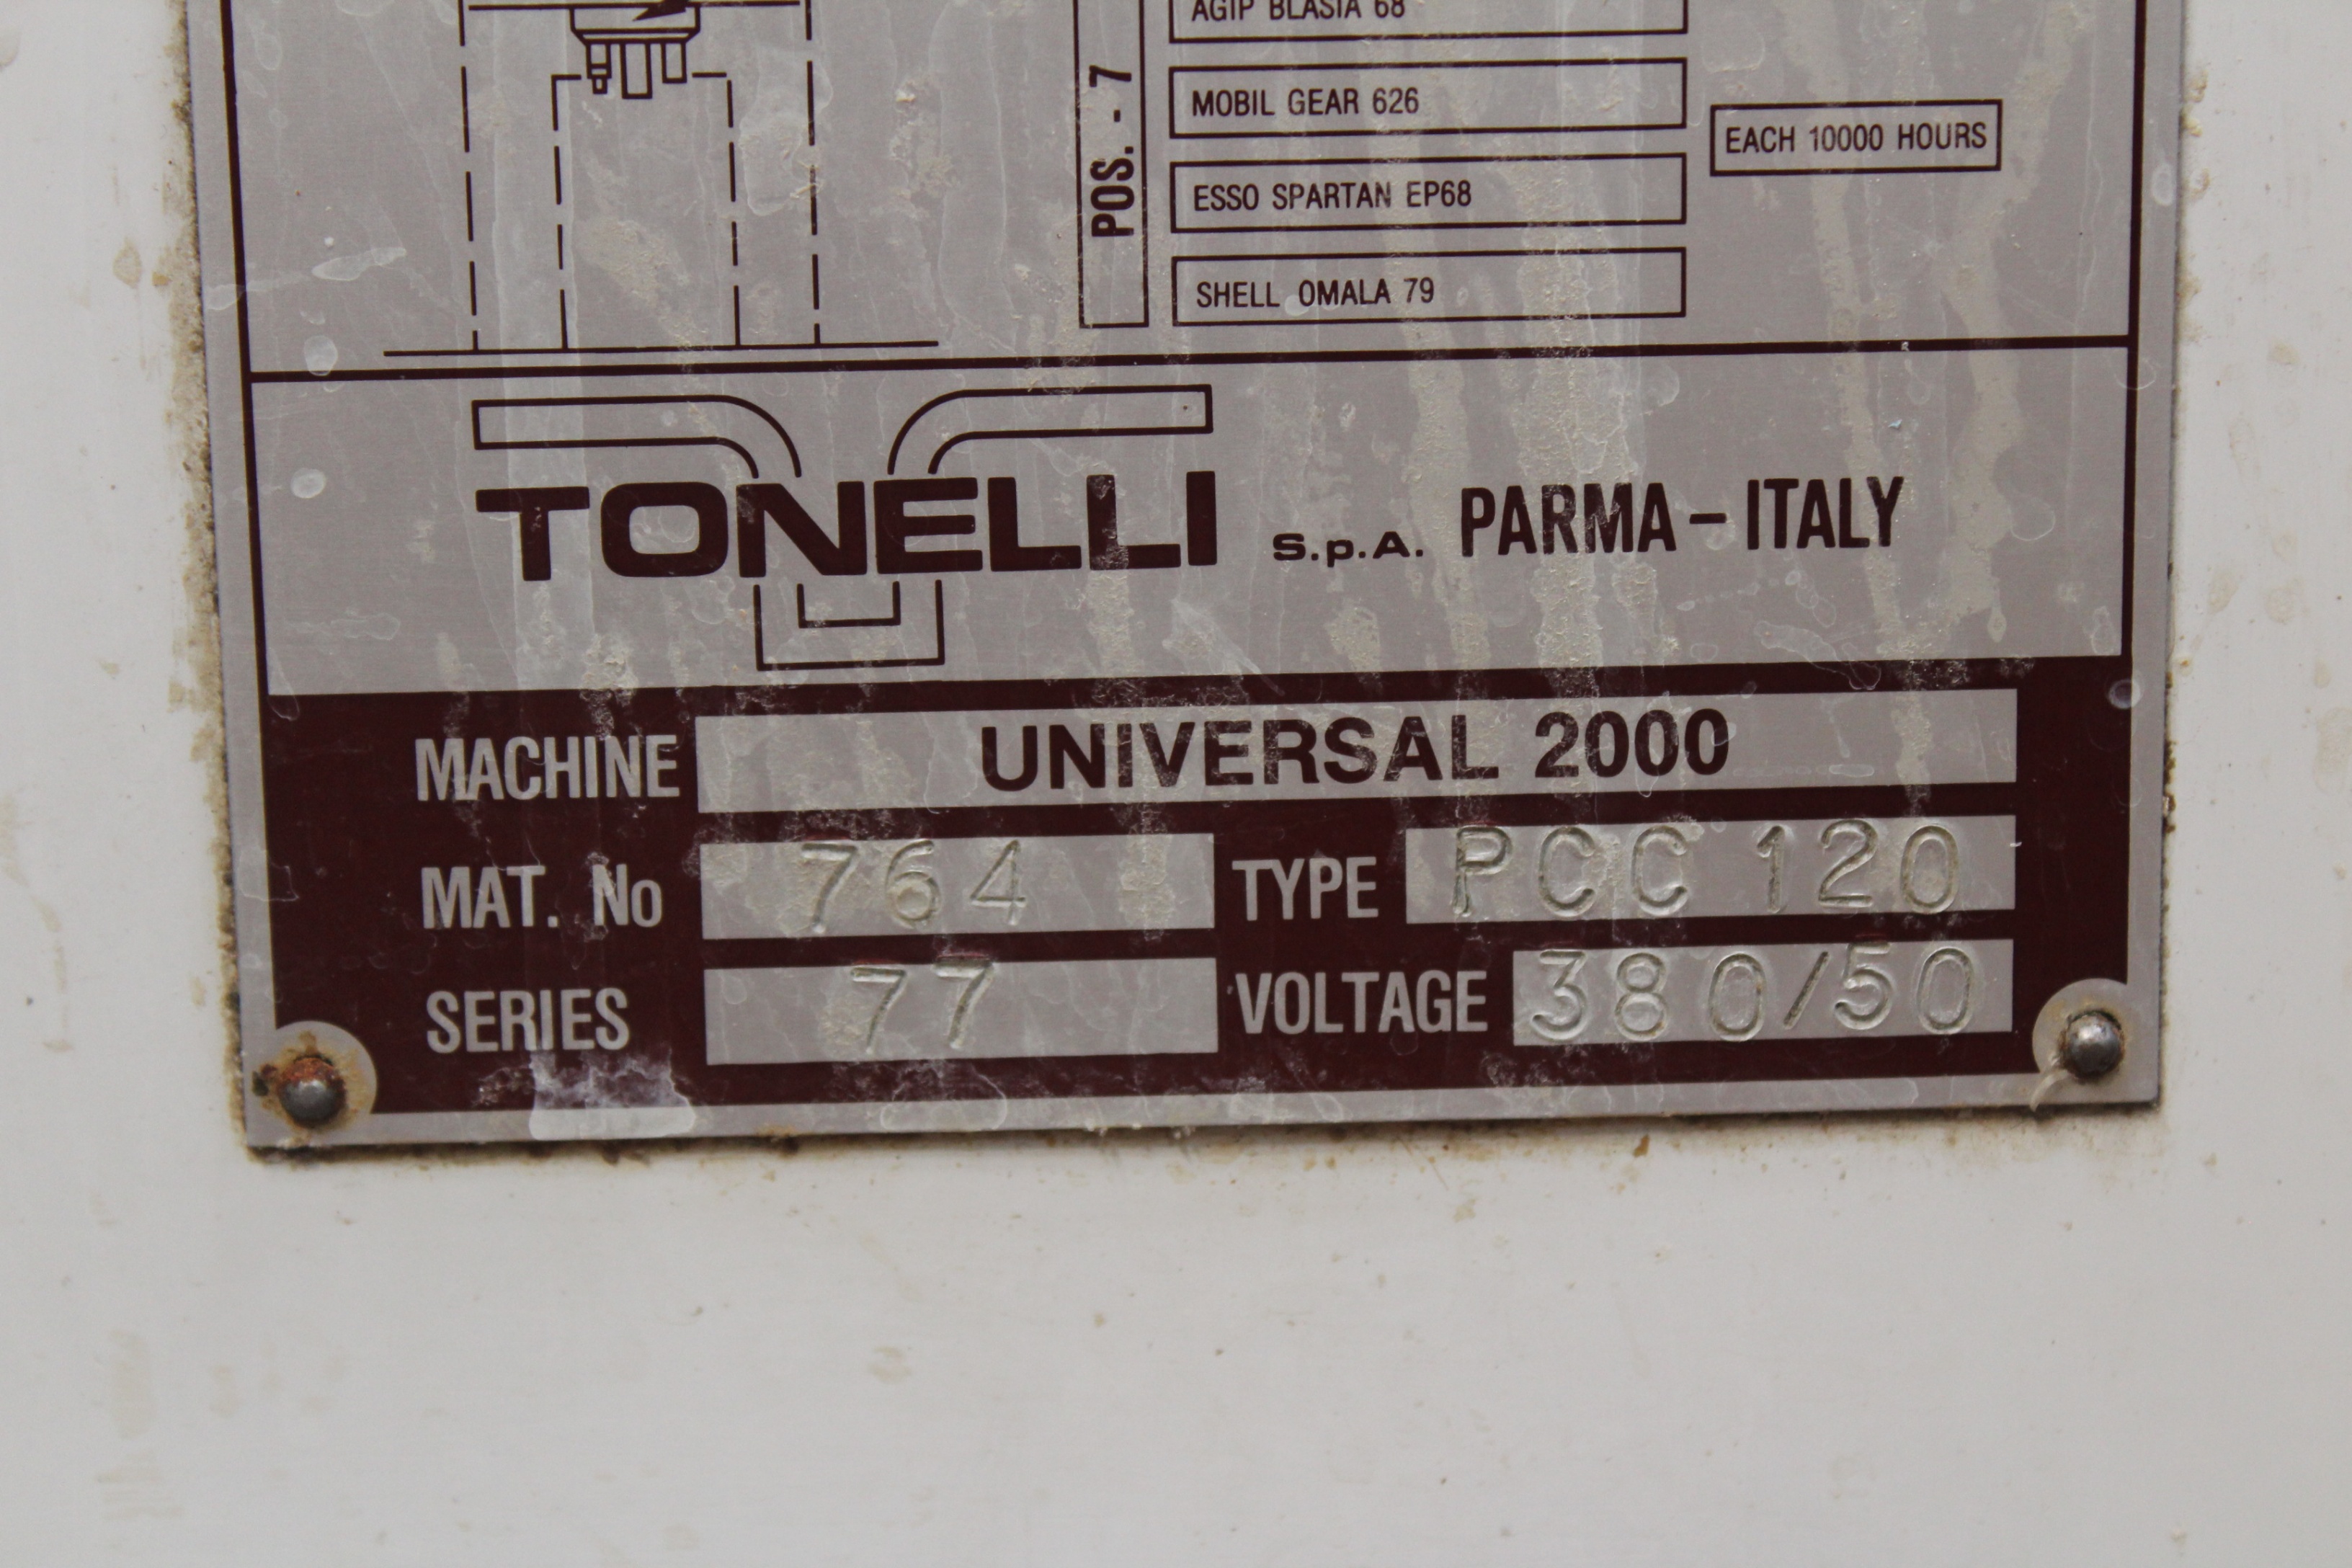 AGIP BLASIA 68
MOBIL GEAR 626
POS. - 7
EACH 10000 HOURS
ESSO SPARTAN EP68
SHELL OMALA 79
TONELLI S.p.A. PARMA - ITALY
MACHINE UNIVERSAL 2000
MAT. No 764 TYPE PCC 120
SERIES 77 VOLTAGE 380/50